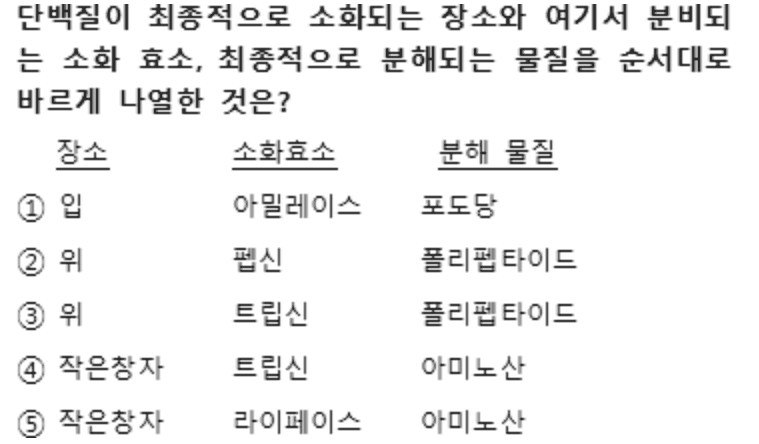 단백질이 최종적으로 소화되는 장소와 여기서 분비되
는 소화 효소, 최종적으로 분해되는 물질을 순서대로
바르게 나열한 것은?
장소 소화효소 분해 물질
① 입 아밀레이스 포도당
② 위 펩신 폴리펩타이드
③ 위 트립신 폴리펩타이드
④ 작은창자 트립신 아미노산
⑤ 작은창자 라이페이스 아미노산